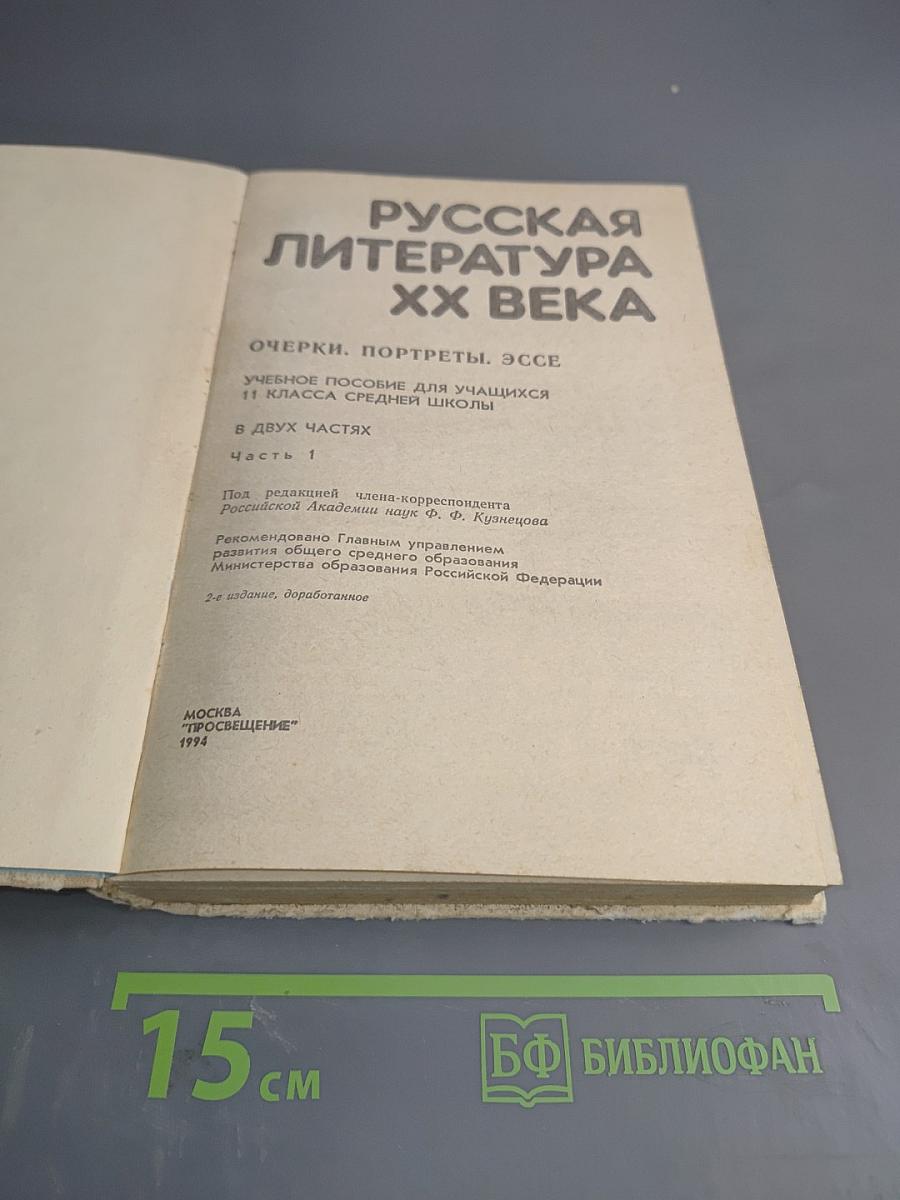 РУССКАЯ
ЛИТЕРАТУРА
XX ВЕКА
ОЧЕРКИ. ПОРТРЕТЫ. ЭССЕ
УЧЕБНОЕ ПОСОБИЕ ДЛЯ УЧАЩИХСЯ
11 КЛАССА СРЕДНЕЙ ШКОЛЫ
В ДВУХ ЧАСТЯХ
Часть 1
Под редакцией члена-корреспондента
Российской Академии наук Ф. Ф. Кузнецова
Рекомендовано Главным управлением
развития общего среднего образования
Министерства образования Российской Федерации
2-е издание, доработанное
МОСКВА
"ПРОСВЕЩЕНИЕ"
1994
15 см
БФ БИБЛИОФАН